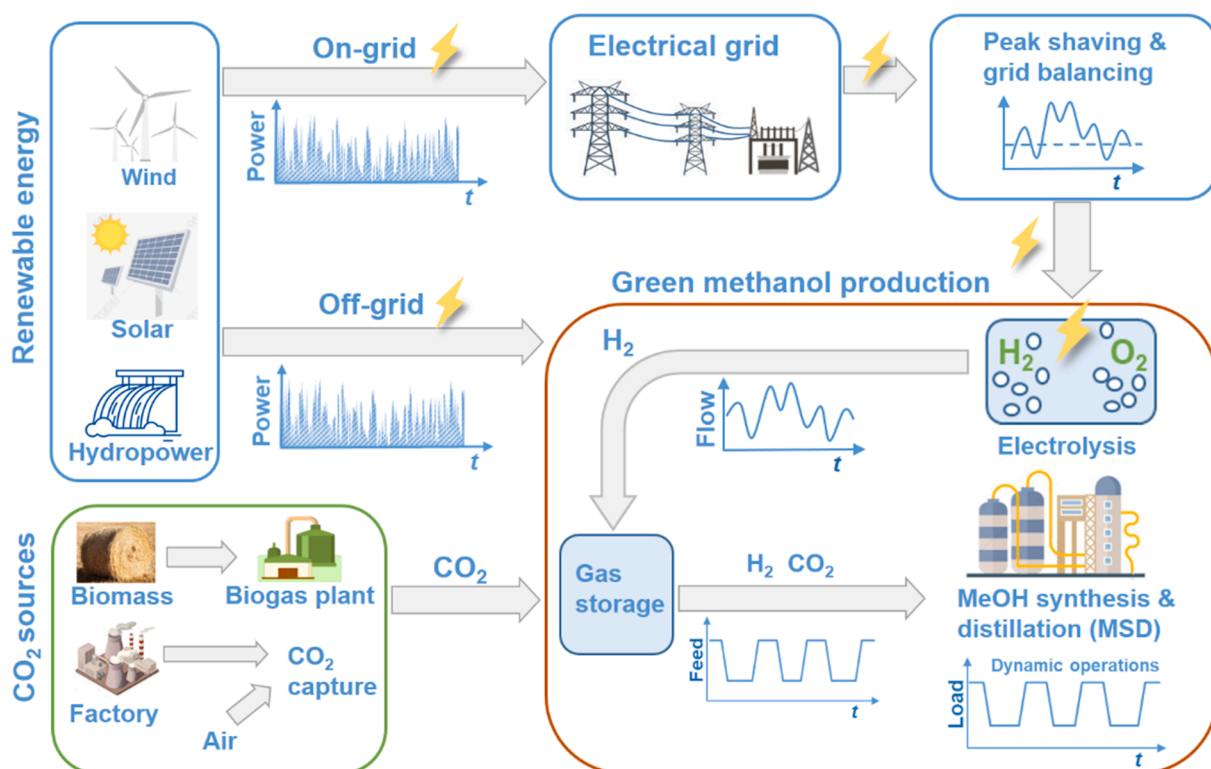 Renewable energy
Wind
Solar
Hydropower
On-grid
Power
t
Electrical grid
Peak shaving &
grid balancing
t
Off-grid
Power
t
Green methanol production
H₂
H₂
O₂
Electrolysis
Flow
t
CO₂ sources
Biomass
Biogas plant
Factory
CO₂
capture
Air
CO₂
Gas
storage
H₂ CO₂
Feed
t
MeOH synthesis &
distillation (MSD)
Dynamic operations
Load
t